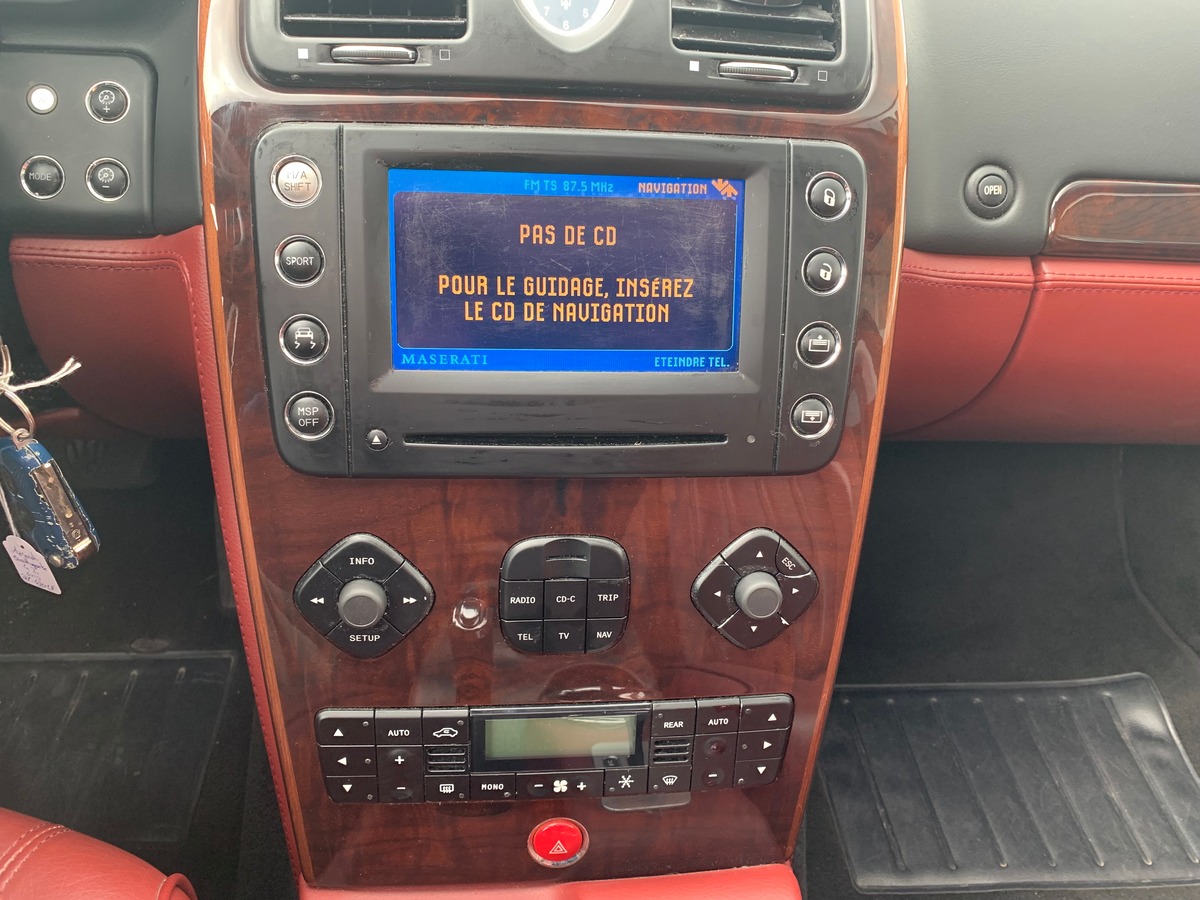 6
MODE
M/A
SHIFT
SPORT
MSP
OFF
FM TS 87.5 MHz NAVIGATION
PAS DE CD
POUR LE GUIDAGE, INSÉREZ
LE CD DE NAVIGATION
MASERATI ETEINDRE TEL.
OPEN
INFO
SETUP
RADIO CD-C TRIP
TEL TV NAV
ESC
AUTO REAR AUTO
MONO